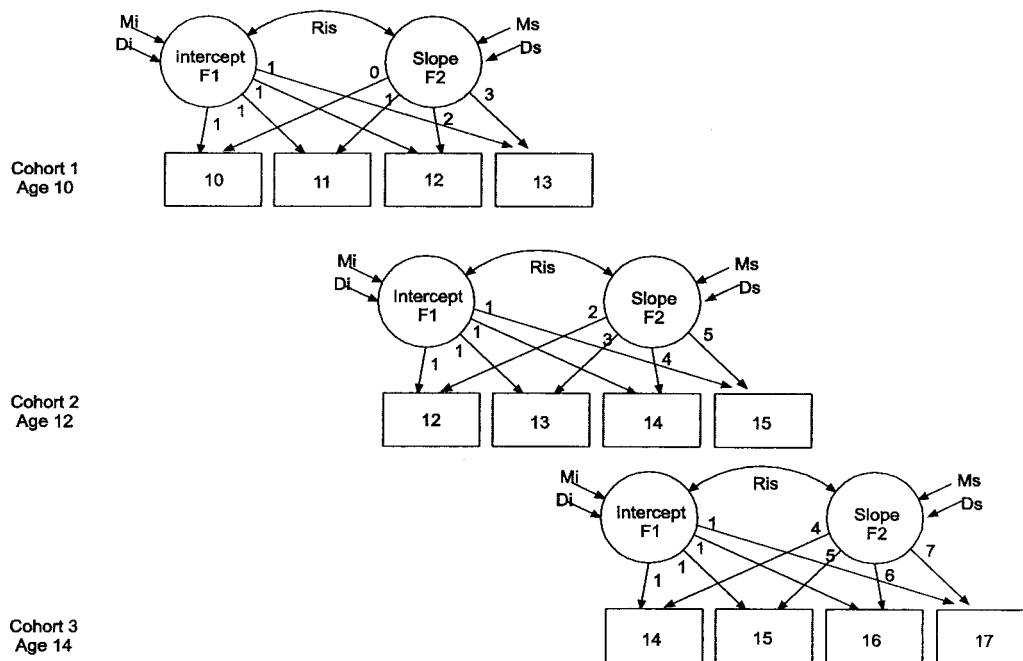 Mi
Di
intercept
F1
Ris
Slope
F2
Ms
Ds
1
1
1
1
0
1
2
3
Cohort 1
Age 10
10
11
12
13
Mi
Di
Intercept
F1
Ris
Slope
F2
Ms
Ds
1
1
1
1
2
3
4
5
Cohort 2
Age 12
12
13
14
15
Mi
Di
Intercept
F1
Ris
Slope
F2
Ms
Ds
1
1
1
1
4
5
6
7
Cohort 3
Age 14
14
15
16
17